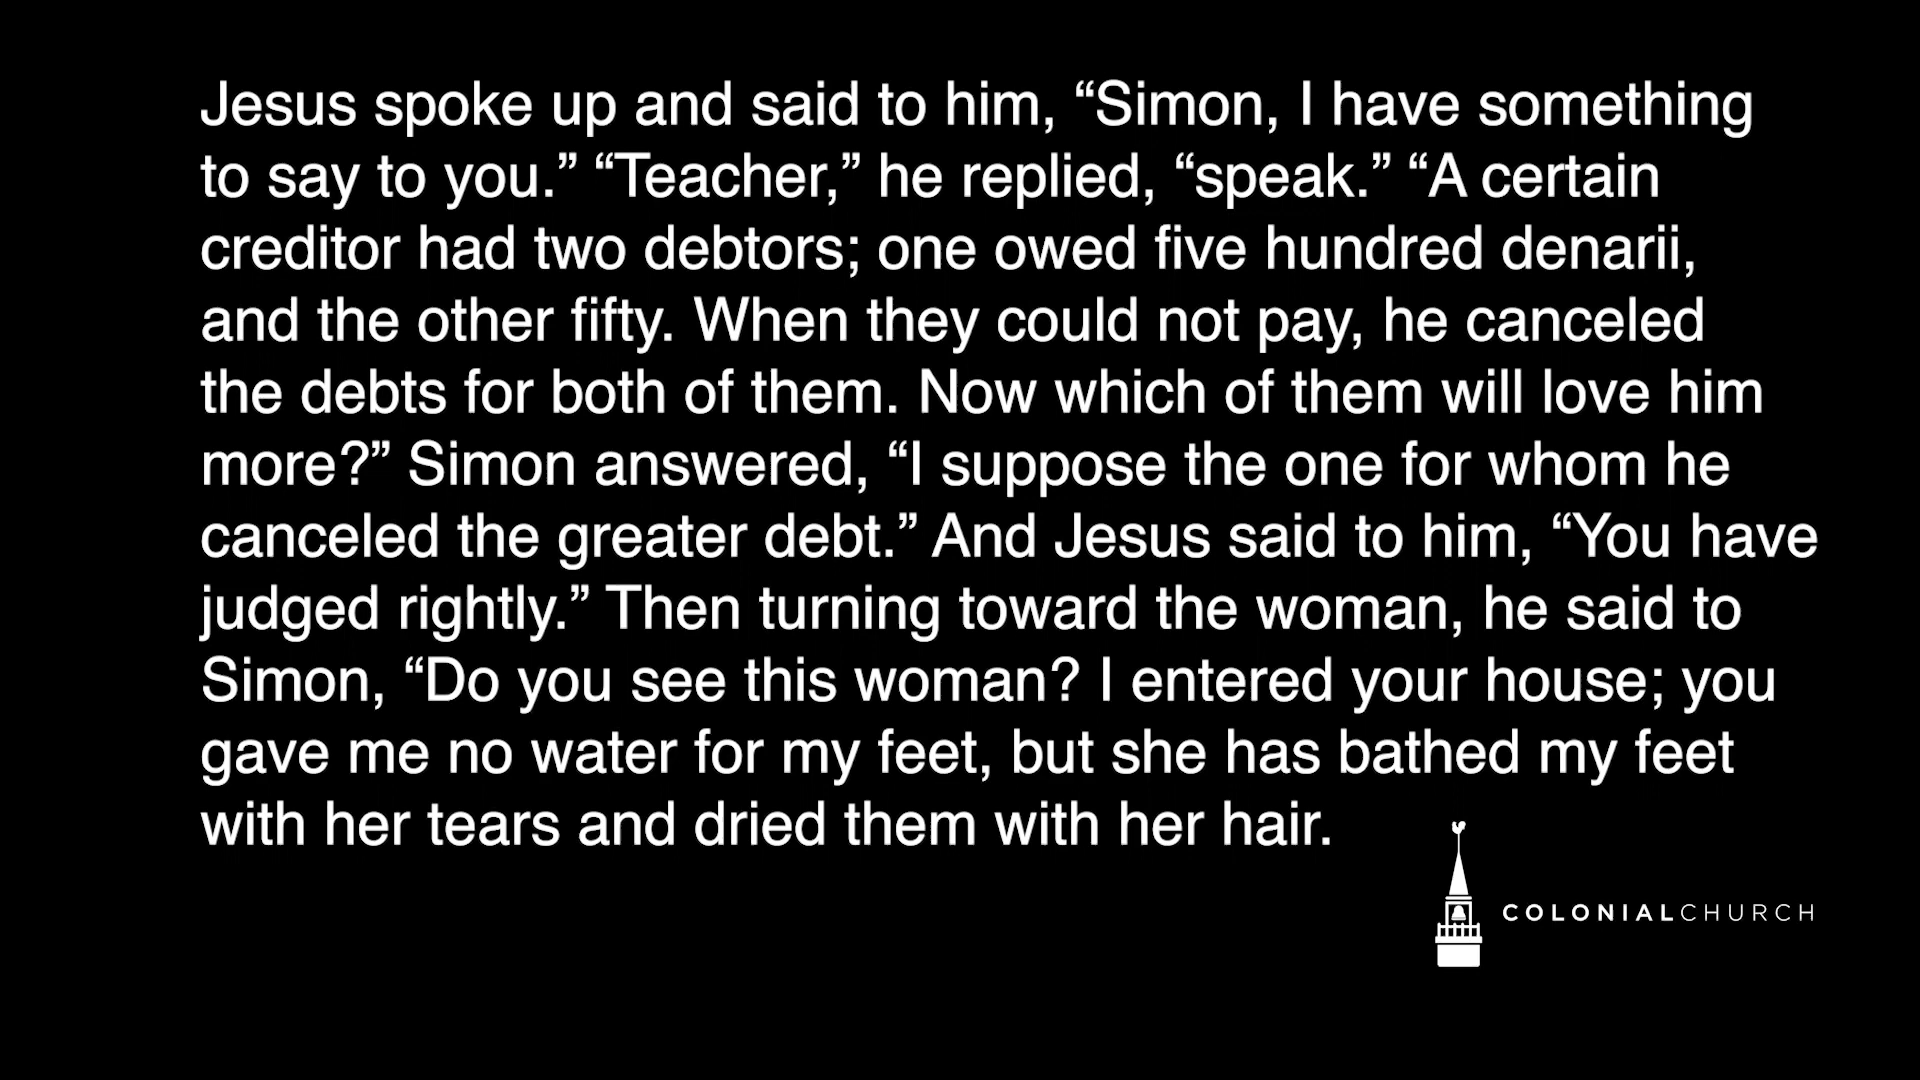 Jesus spoke up and said to him, “Simon, I have something
to say to you.” “Teacher,” he replied, “speak.” “A certain
creditor had two debtors; one owed five hundred denarii,
and the other fifty. When they could not pay, he canceled
the debts for both of them. Now which of them will love him
more?” Simon answered, “I suppose the one for whom he
canceled the greater debt.” And Jesus said to him, “You have
judged rightly.” Then turning toward the woman, he said to
Simon, “Do you see this woman? I entered your house; you
gave me no water for my feet, but she has bathed my feet
with her tears and dried them with her hair.
COLONIALCHURCH